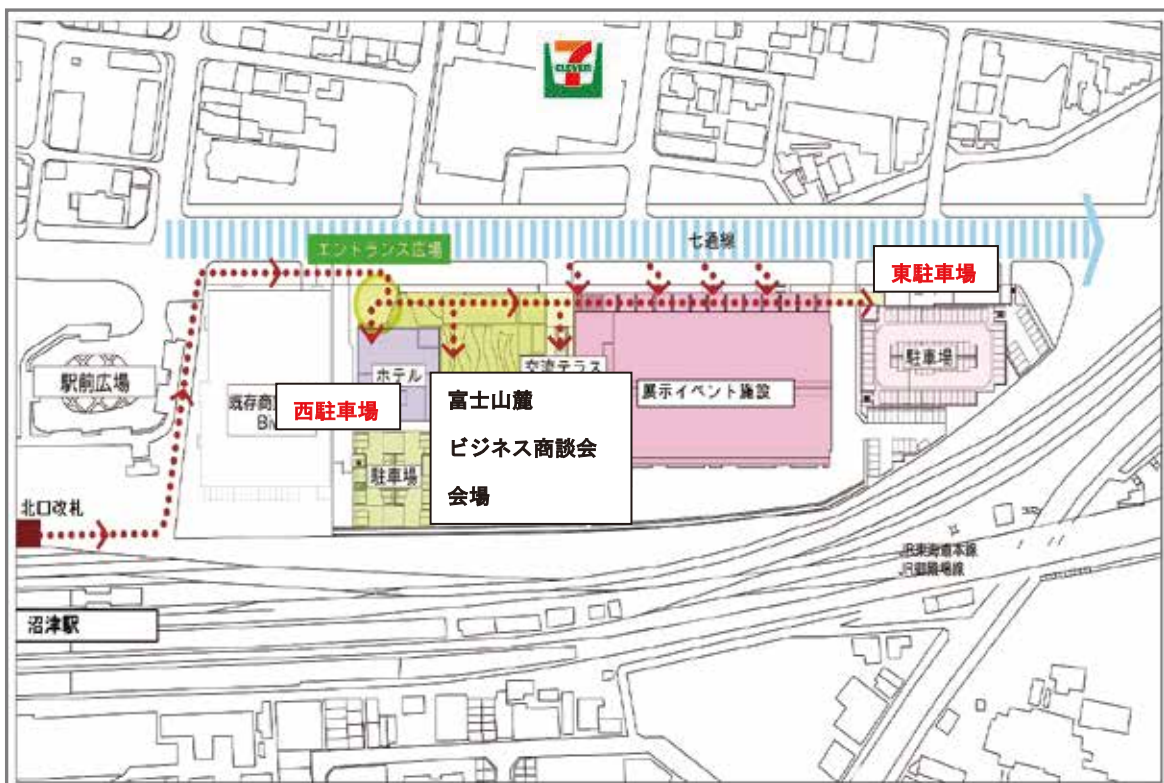 7
ELEVEN
七通線
エントランス広場
東駐車場
駐車場
駅前広場
ホテル
交流テラス
展示イベント施設
西駐車場
既存商
Bi
富士山麓
ビジネス商談会
会場
駐車場
北口改札
JR東海道本線
JR御殿場線
沼津駅